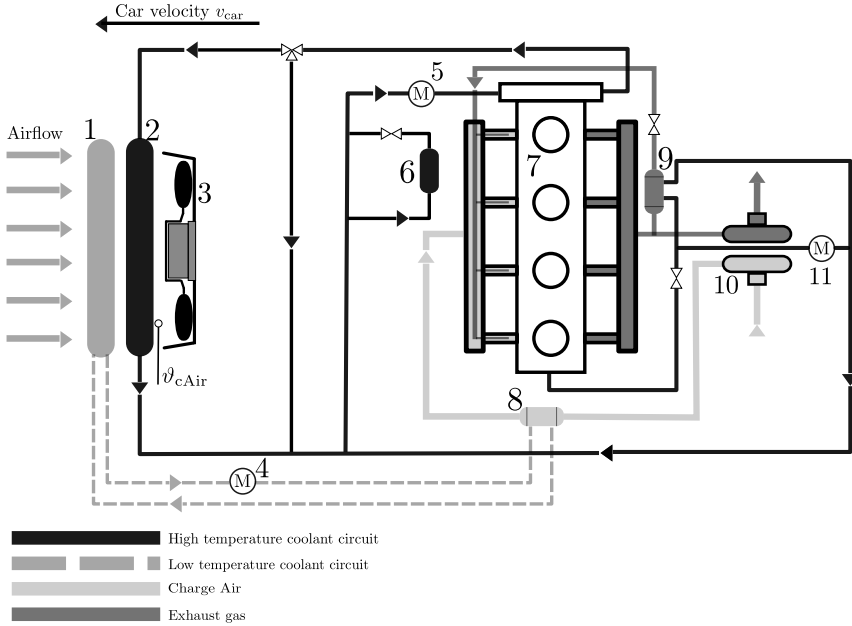 Car velocity v_car
Airflow
1
2
3
5
6
7
9
M
M
10
11
ϑ_cAir
8
M
4
High temperature coolant circuit
Low temperature coolant circuit
Charge Air
Exhaust gas